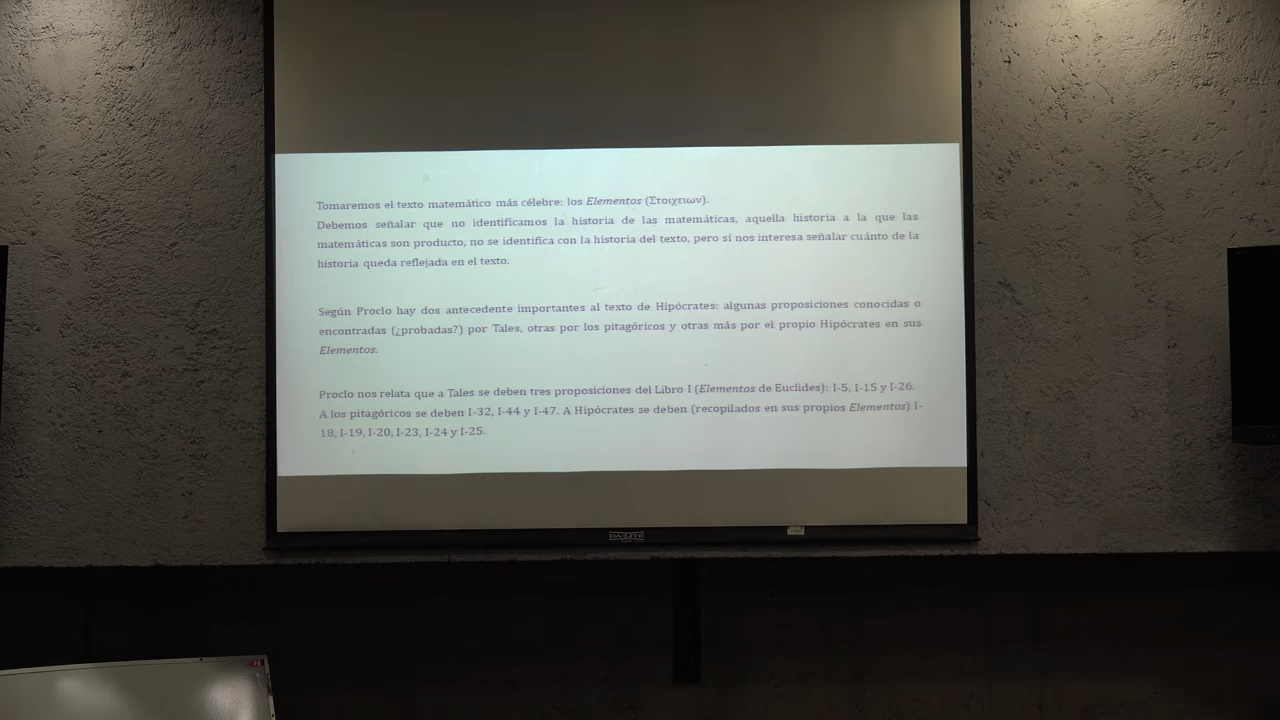 Tomaremos el texto matemático más célebre: los Elementos (Στοιχειων).
Debemos señalar que no identificamos la historia de las matemáticas, aquella historia a la que las
matemáticas son producto, no se identifica con la historia del texto, pero sí nos interesa señalar cuánto de la
historia queda reflejada en el texto.
Según Proclo hay dos antecedente importantes al texto de Hipócrates: algunas proposiciones conocidas o
encontradas (¿probadas?) por Tales, otras por los pitagóricos y otras más por el propio Hipócrates en sus
Elementos.
Proclo nos relata que a Tales se deben tres proposiciones del Libro I (Elementos de Euclides): I-5, I-15 y I-26.
A los pitagóricos se deben I-32, I-44 y I-47. A Hipócrates se deben (recopilados en sus propios Elementos) I-
18, I-19, I-20, I-23, I-24 y I-25.
DA-LITE